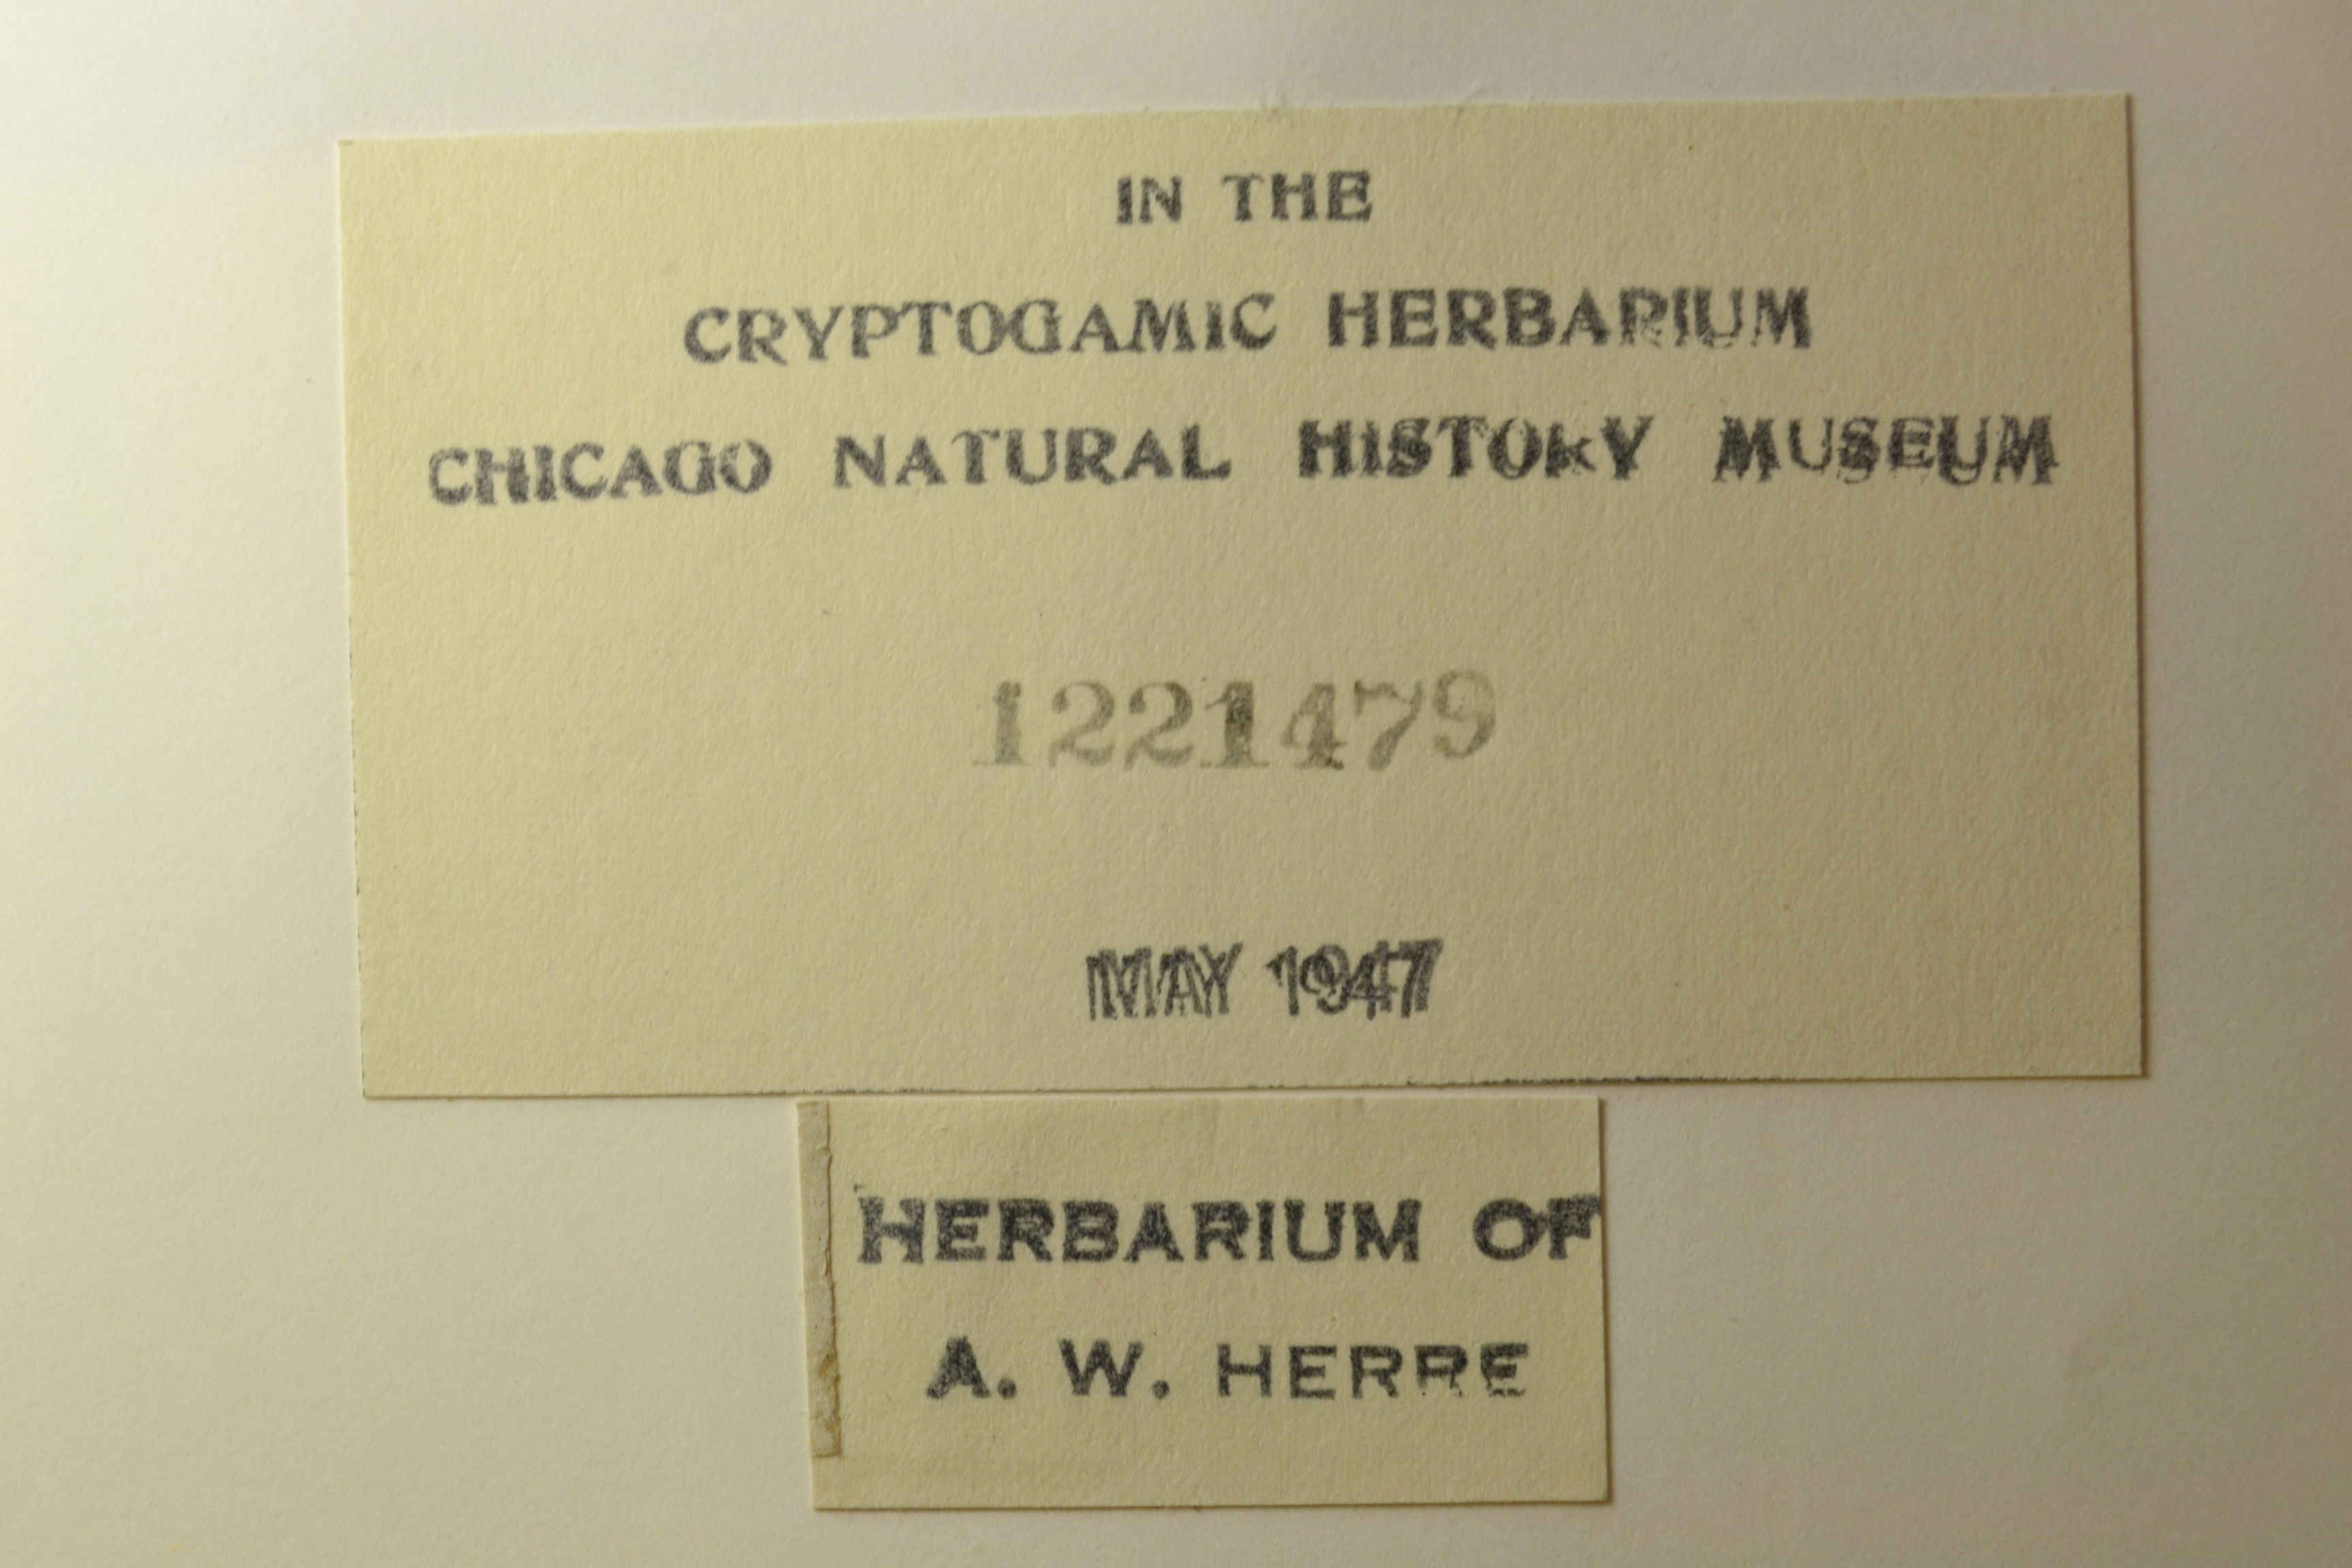 IN THE
CRYPTOGAMIC HERBARIUM
CHICAGO NATURAL HISTORY MUSEUM
1221479
MAY 1947
HERBARIUM OF
A. W. HERRE